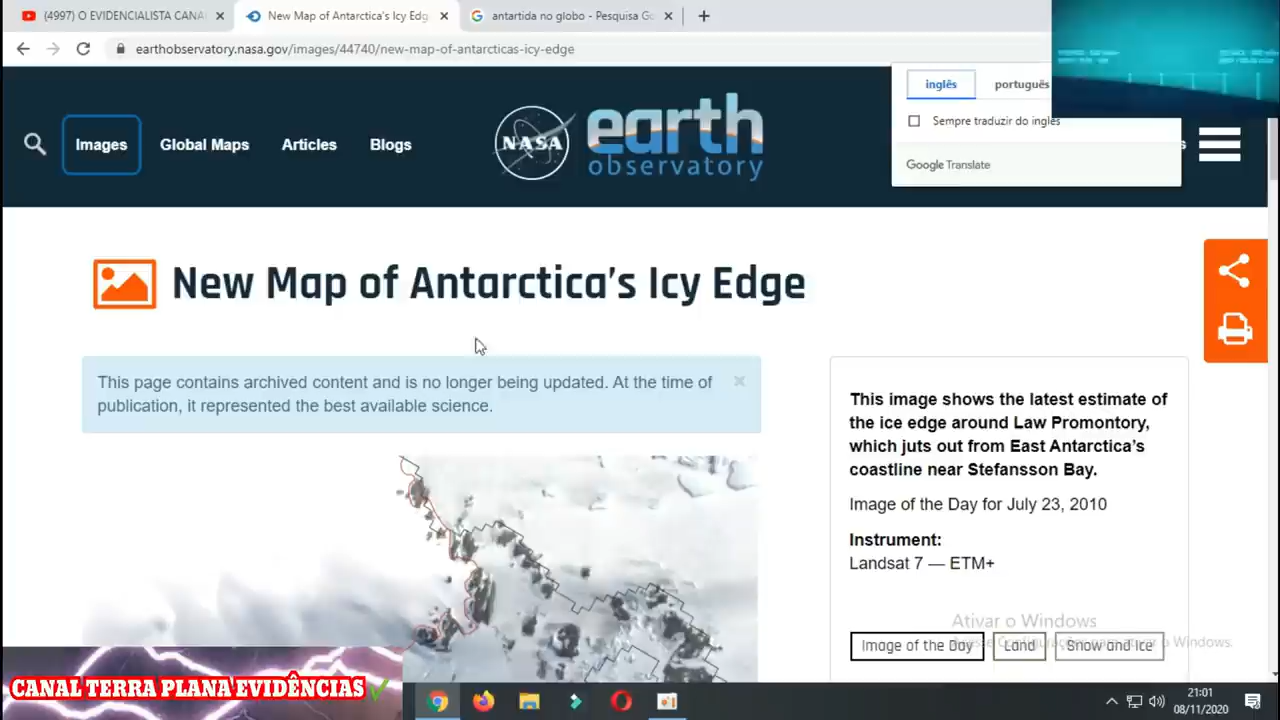 (4997) O EVIDENCIALISTA CANA
New Map of Antarctica's Icy Edg
antartida no globo - Pesquisa Go
earthobservatory.nasa.gov/images/44740/new-map-of-antarcticas-icy-edge
inglês
português
Sempre traduzir do inglês
Google Translate
Images
Global Maps
Articles
Blogs
NASA
earth
observatory
New Map of Antarctica’s Icy Edge
This page contains archived content and is no longer being updated. At the time of
publication, it represented the best available science.
This image shows the latest estimate of
the ice edge around Law Promontory,
which juts out from East Antarctica’s
coastline near Stefansson Bay.
Image of the Day for July 23, 2010
Instrument:
Landsat 7 — ETM+
Ativar o Windows
Acesse Configurações para ativar o Windows.
Image of the Day
Land
Snow and Ice
CANAL TERRA PLANA EVIDÊNCIAS
21:01
08/11/2020